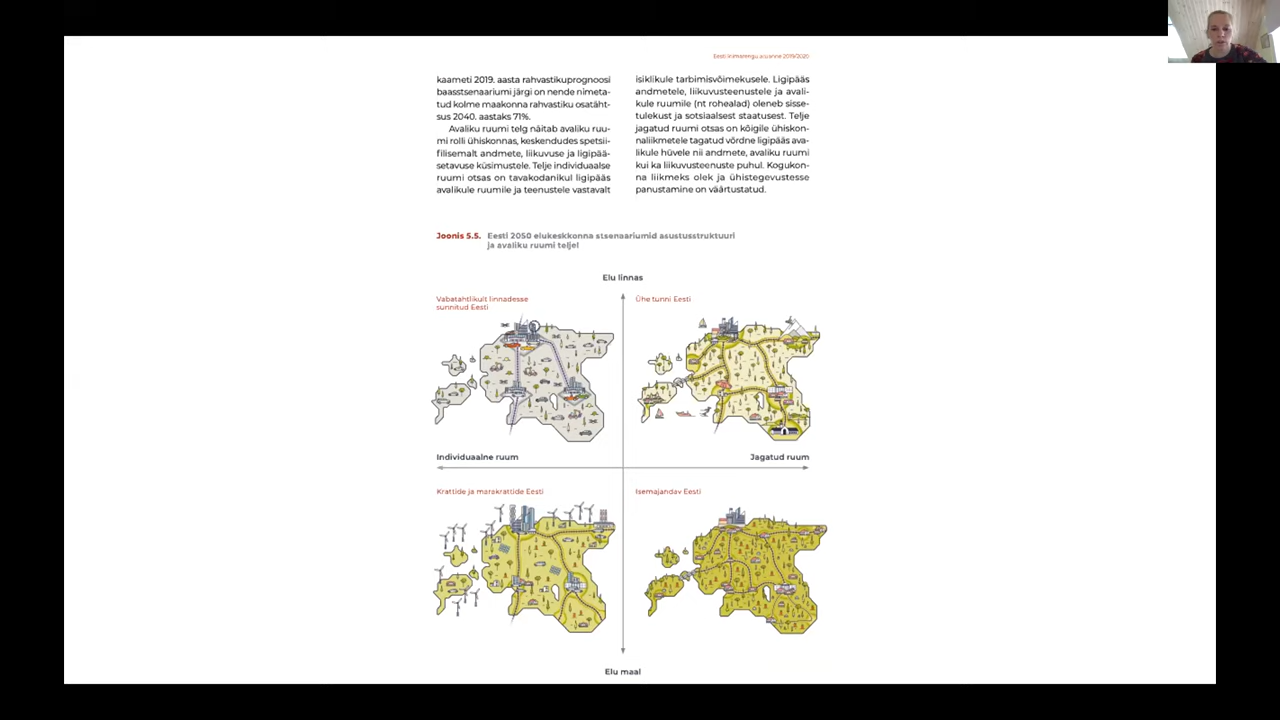 Eesti inimarengu aruanne 2019/2020
kaameti 2019. aasta rahvastikuprognoosi
baasstsenaariumi järgi on nende nimeta-
tud kolme maakonna rahvastiku osatäht-
sus 2040. aastaks 71%.
Avaliku ruumi telg näitab avaliku ruu-
mi rolli ühiskonnas, keskendudes spetsii-
filisemalt andmete, liikuvuse ja ligipää-
setavuse küsimustele. Telje individuaalse
ruumi otsas on tavakodanikul ligipääs
avalikule ruumile ja teenustele vastavalt
isiklikule tarbimisvõimekusele. Ligipääs
andmetele, liikuvusteenustele ja avali-
kule ruumile (nt rohealad) oleneb sisse-
tulekust ja sotsiaalsest staatusest. Telje
jagatud ruumi otsas on kõigile ühiskon-
naliikmetele tagatud võrdne ligipääs ava-
likule hüvele nii andmete, avaliku ruumi
kui ka liikuvusteenuste puhul. Kogukon-
na liikmeks olek ja ühistegevustesse
panustamine on väärtustatud.
Joonis 5.5. Eesti 2050 elukeskkonna stsenaariumid asustusstruktuuri
ja avaliku ruumi teljel
Elu linnas
Vabatahtlikult linnadesse
sunnitud Eesti
Ühe tunni Eesti
Individuaalne ruum
Jagatud ruum
Krattide ja marakrattide Eesti
Isemajandav Eesti
Elu maal